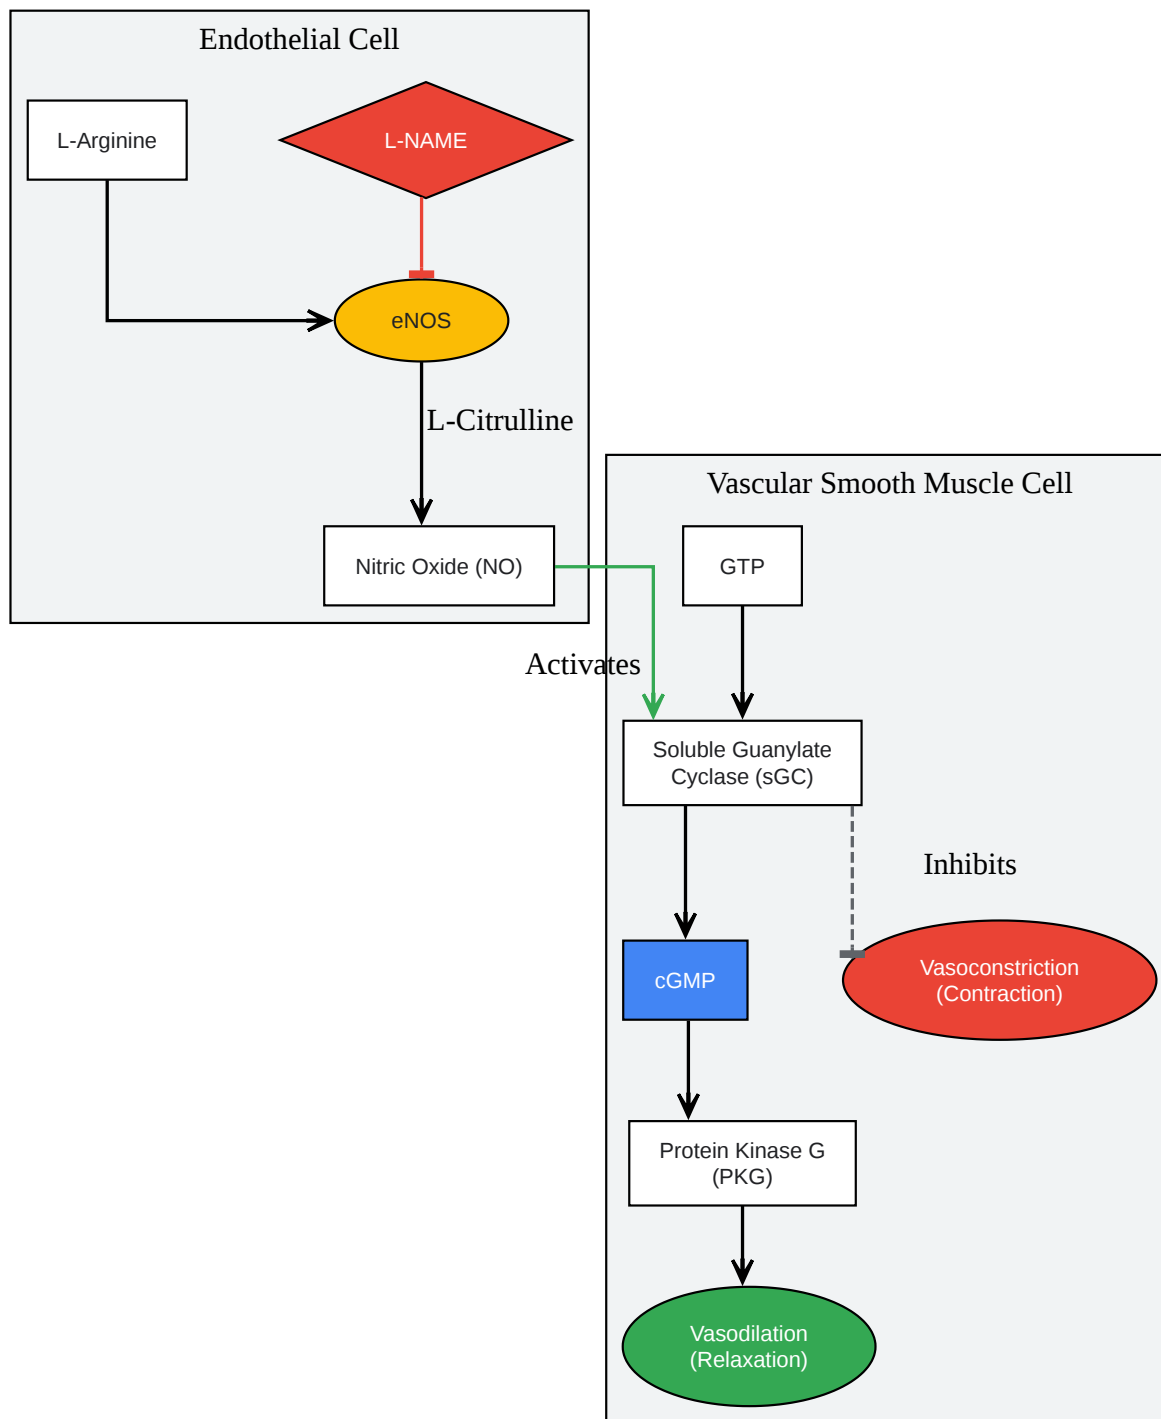 Endothelial Cell
L-Arginine
L-NAME
eNOS
L-Citrulline
Nitric Oxide (NO)
Vascular Smooth Muscle Cell
GTP
Activates
Soluble Guanylate
Cyclase (sGC)
Inhibits
cGMP
Vasoconstriction
(Contraction)
Protein Kinase G
(PKG)
Vasodilation
(Relaxation)